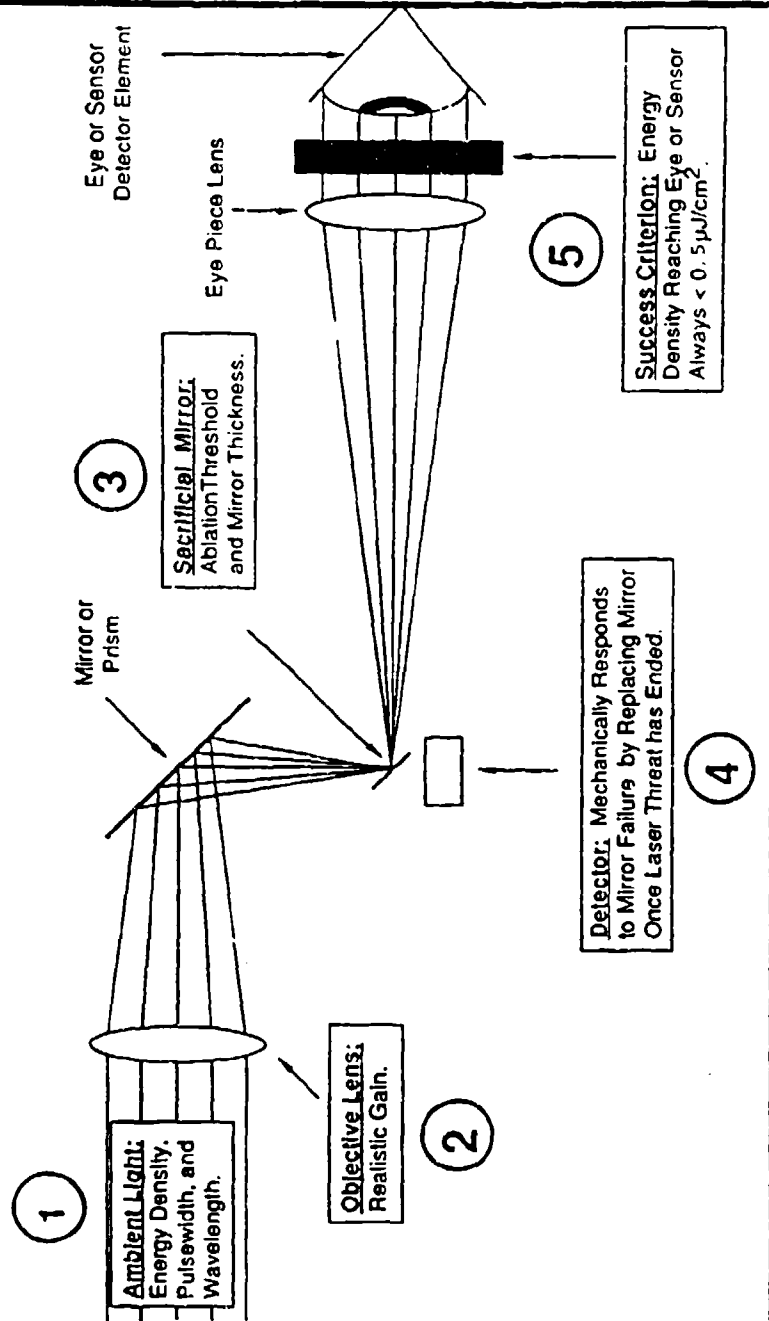 1
Ambient Light:
Energy Density,
Pulsewidth, and
Wavelength.
2
Objective Lens:
Realistic Gain.
Mirror or
Prism
3
Sacrificial Mirror:
Ablation Threshold
and Mirror Thickness.
4
Detector: Mechanically Responds
to Mirror Failure by Replacing Mirror
Once Laser Threat has Ended.
Eye Piece Lens
Eye or Sensor
Detector Element
5
Success Criterion: Energy
Density Reaching Eye or Sensor
Always < 0.5µJ/cm².